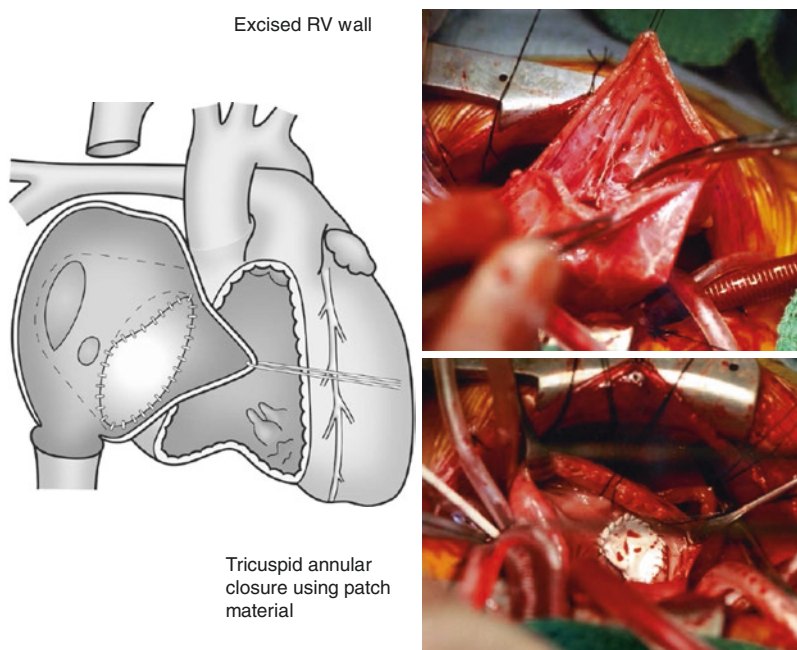 Excised RV wall
Tricuspid annular
closure using patch
material